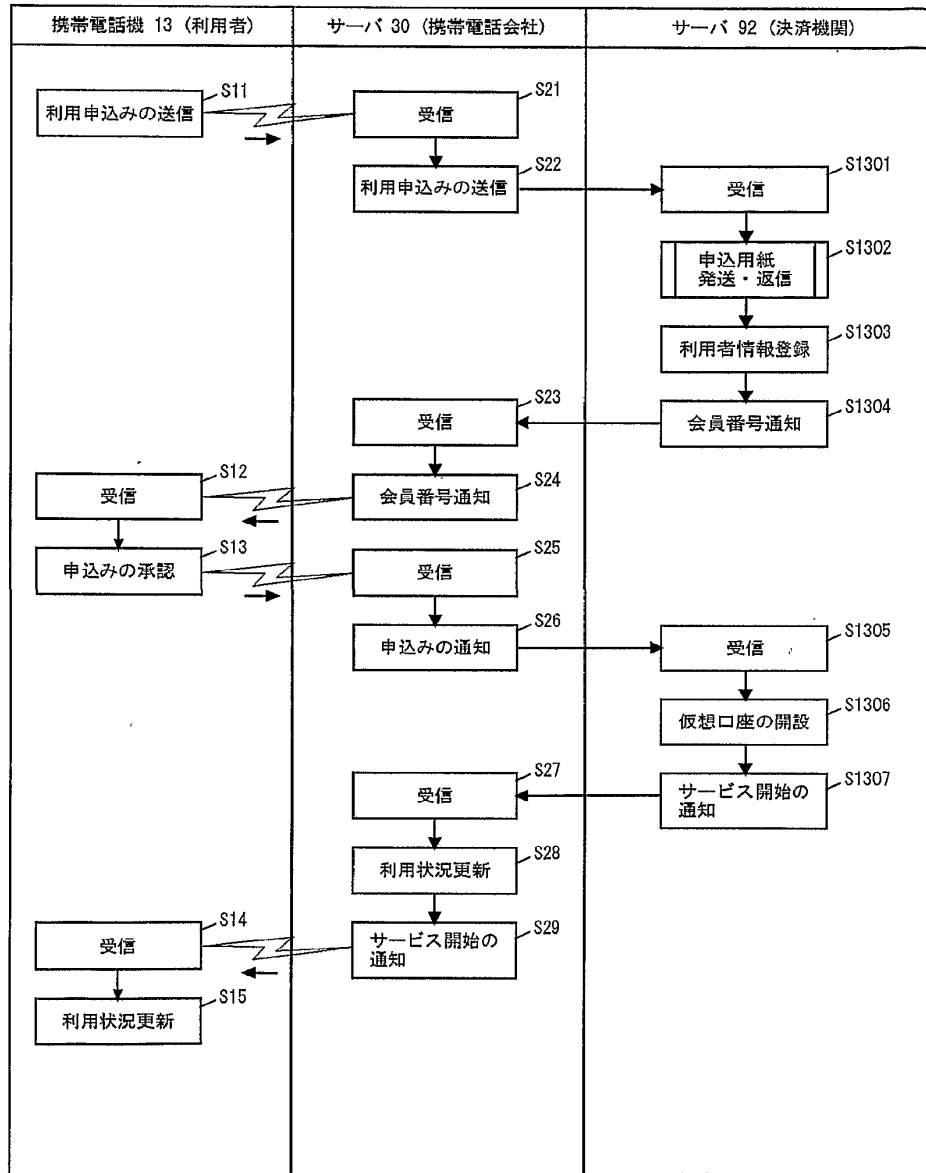 携帯電話機 13 (利用者)
サーバ 30 (携帯電話会社)
サーバ 92 (決済機関)
S11
利用申込みの送信
S21
受信
S22
利用申込みの送信
S1301
受信
S1302
申込用紙
発送・返信
S1303
利用者情報登録
S1304
会員番号通知
S23
受信
S24
会員番号通知
S12
受信
S13
申込みの承認
S25
受信
S26
申込みの通知
S1305
受信
S1306
仮想口座の開設
S1307
サービス開始の
通知
S27
受信
S28
利用状況更新
S29
サービス開始の
通知
S14
受信
S15
利用状況更新